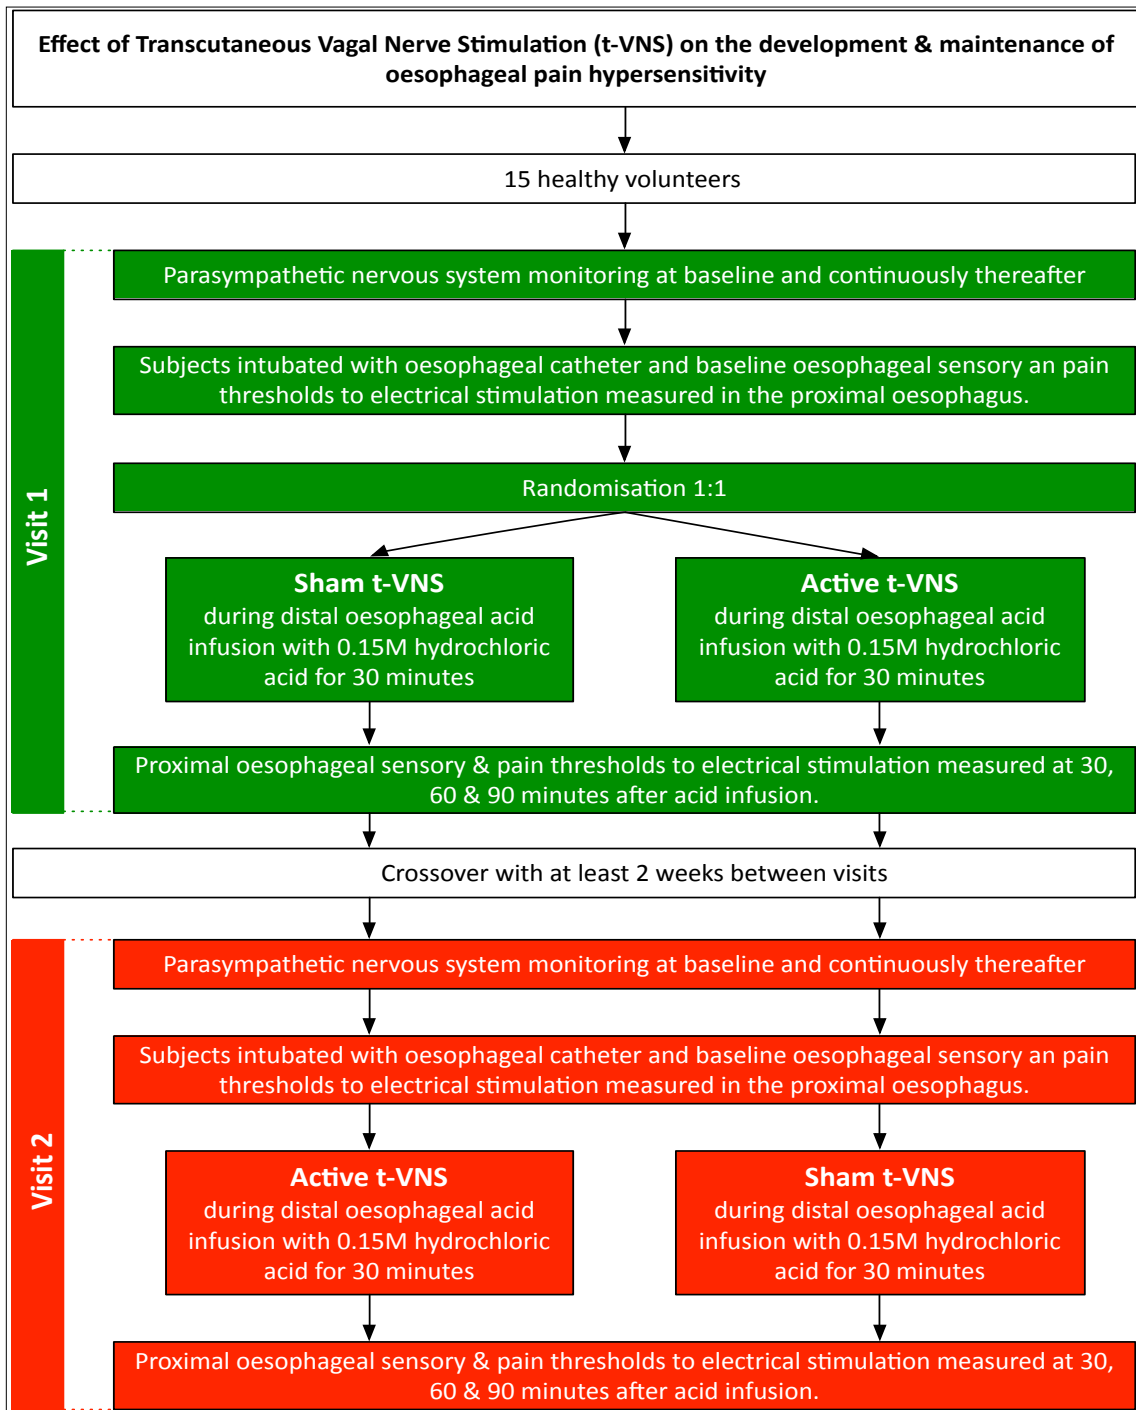 Effect of Transcutaneous Vagal Nerve Stimulation (t-VNS) on the development & maintenance of
oesophageal pain hypersensitivity
15 healthy volunteers
Visit 1
Parasympathetic nervous system monitoring at baseline and continuously thereafter
Subjects intubated with oesophageal catheter and baseline oesophageal sensory an pain
thresholds to electrical stimulation measured in the proximal oesophagus.
Randomisation 1:1
Sham t-VNS
during distal oesophageal acid
infusion with 0.15M hydrochloric
acid for 30 minutes
Active t-VNS
during distal oesophageal acid
infusion with 0.15M hydrochloric
acid for 30 minutes
Proximal oesophageal sensory & pain thresholds to electrical stimulation measured at 30,
60 & 90 minutes after acid infusion.
Crossover with at least 2 weeks between visits
Visit 2
Parasympathetic nervous system monitoring at baseline and continuously thereafter
Subjects intubated with oesophageal catheter and baseline oesophageal sensory an pain
thresholds to electrical stimulation measured in the proximal oesophagus.
Active t-VNS
during distal oesophageal acid
infusion with 0.15M hydrochloric
acid for 30 minutes
Sham t-VNS
during distal oesophageal acid
infusion with 0.15M hydrochloric
acid for 30 minutes
Proximal oesophageal sensory & pain thresholds to electrical stimulation measured at 30,
60 & 90 minutes after acid infusion.